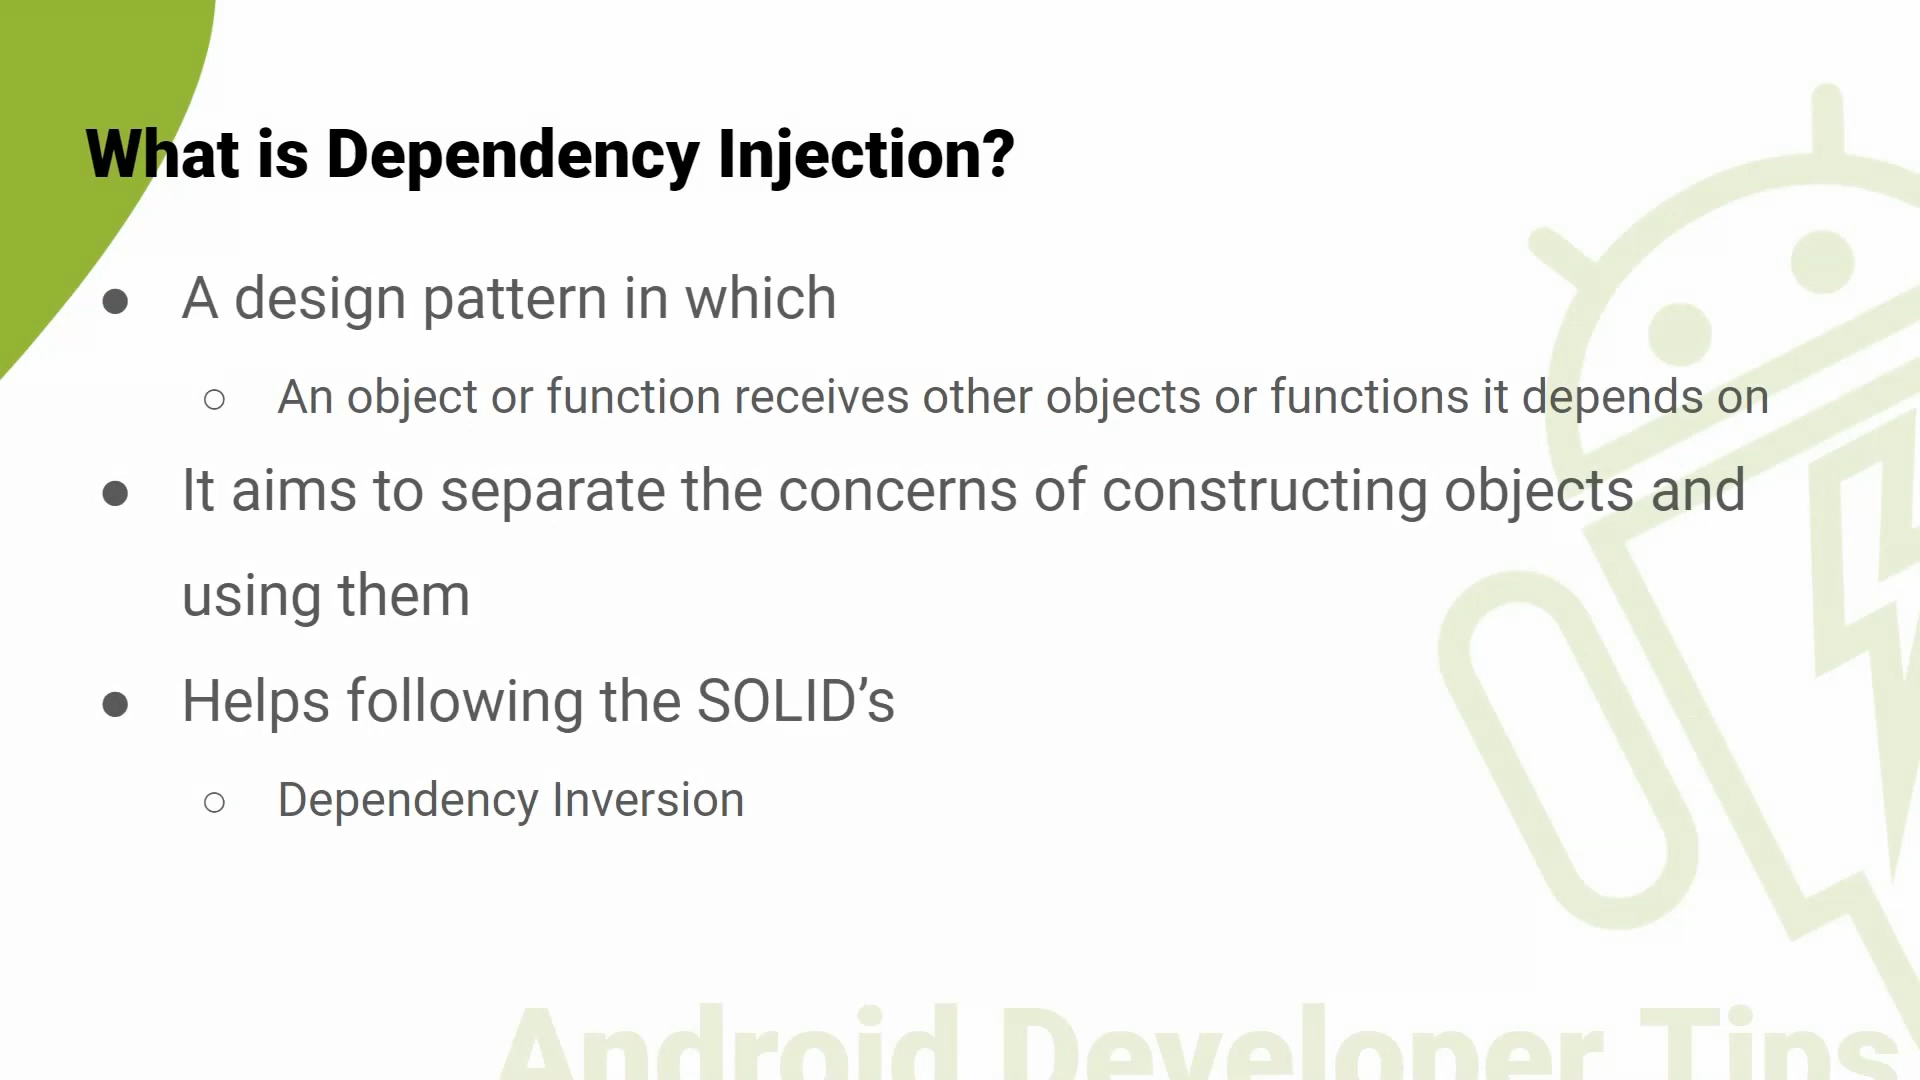 What is Dependency Injection?
● A design pattern in which
○ An object or function receives other objects or functions it depends on
● It aims to separate the concerns of constructing objects and
using them
● Helps following the SOLID’s
○ Dependency Inversion
Android Developer Tips